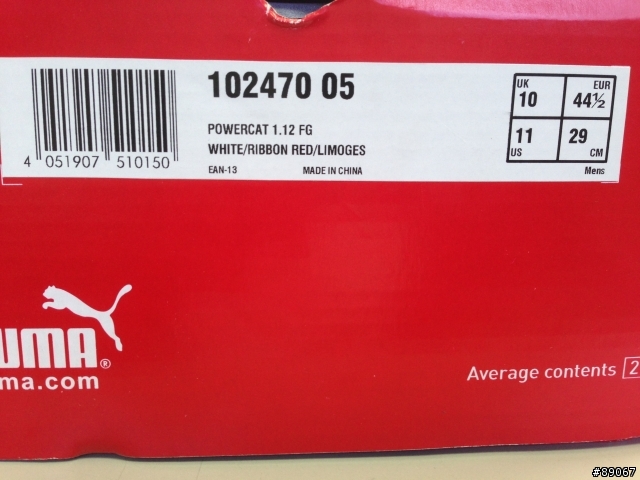 102470 05
POWERCAT 1.12 FG
WHITE/RIBBON RED/LIMOGES
EAN-13 MADE IN CHINA
4 051907 510150
UK EUR
10 44½
11 29
US CM
Mens
UMA®
ma.com
Average contents 2
#89067